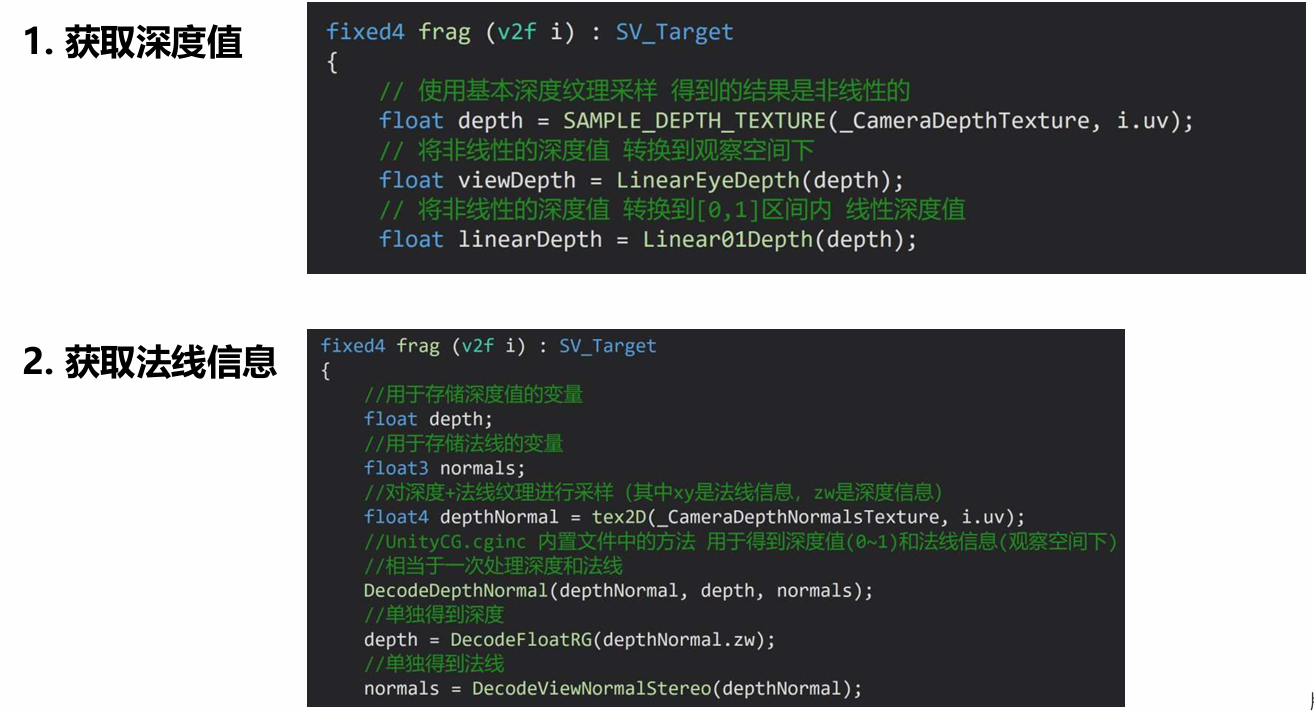 1. 获取深度值
fixed4 frag (v2f i) : SV_Target
{
// 使用基本深度纹理采样 得到的结果是非线性的
float depth = SAMPLE_DEPTH_TEXTURE(_CameraDepthTexture, i.uv);
// 将非线性的深度值 转换到观察空间下
float viewDepth = LinearEyeDepth(depth);
// 将非线性的深度值 转换到[0,1]区间内 线性深度值
float linearDepth = Linear01Depth(depth);
2. 获取法线信息
fixed4 frag (v2f i) : SV_Target
{
//用于存储深度值的变量
float depth;
//用于存储法线的变量
float3 normals;
//对深度+法线纹理进行采样（其中xy是法线信息，zw是深度信息）
float4 depthNormal = tex2D(_CameraDepthNormalsTexture, i.uv);
//UnityCG.cginc 内置文件中的方法 用于得到深度值(0~1)和法线信息(观察空间下)
//相当于一次处理深度和法线
DecodeDepthNormal(depthNormal, depth, normals);
//单独得到深度
depth = DecodeFloatRG(depthNormal.zw);
//单独得到法线
normals = DecodeViewNormalStereo(depthNormal);